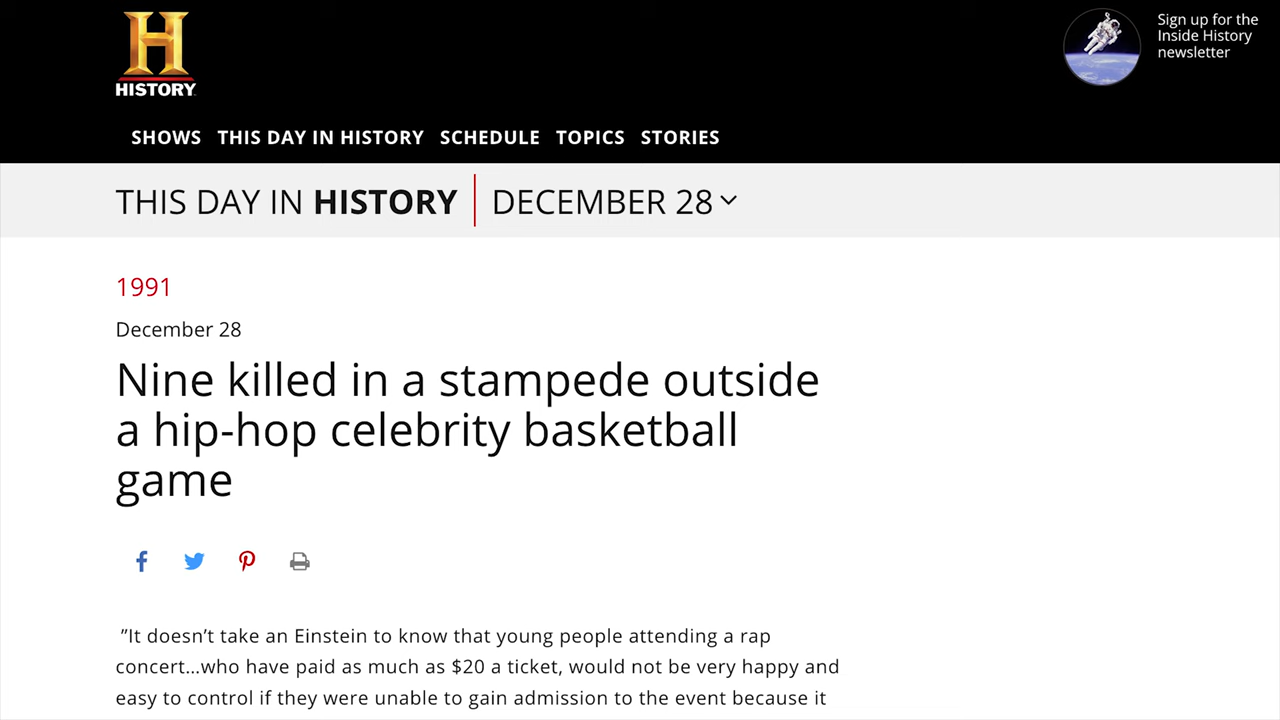 H
HISTORY
Sign up for the
Inside History
newsletter
SHOWS THIS DAY IN HISTORY SCHEDULE TOPICS STORIES
THIS DAY IN HISTORY DECEMBER 28
1991
December 28
Nine killed in a stampede outside
a hip-hop celebrity basketball
game
”It doesn’t take an Einstein to know that young people attending a rap
concert…who have paid as much as $20 a ticket, would not be very happy and
easy to control if they were unable to gain admission to the event because it